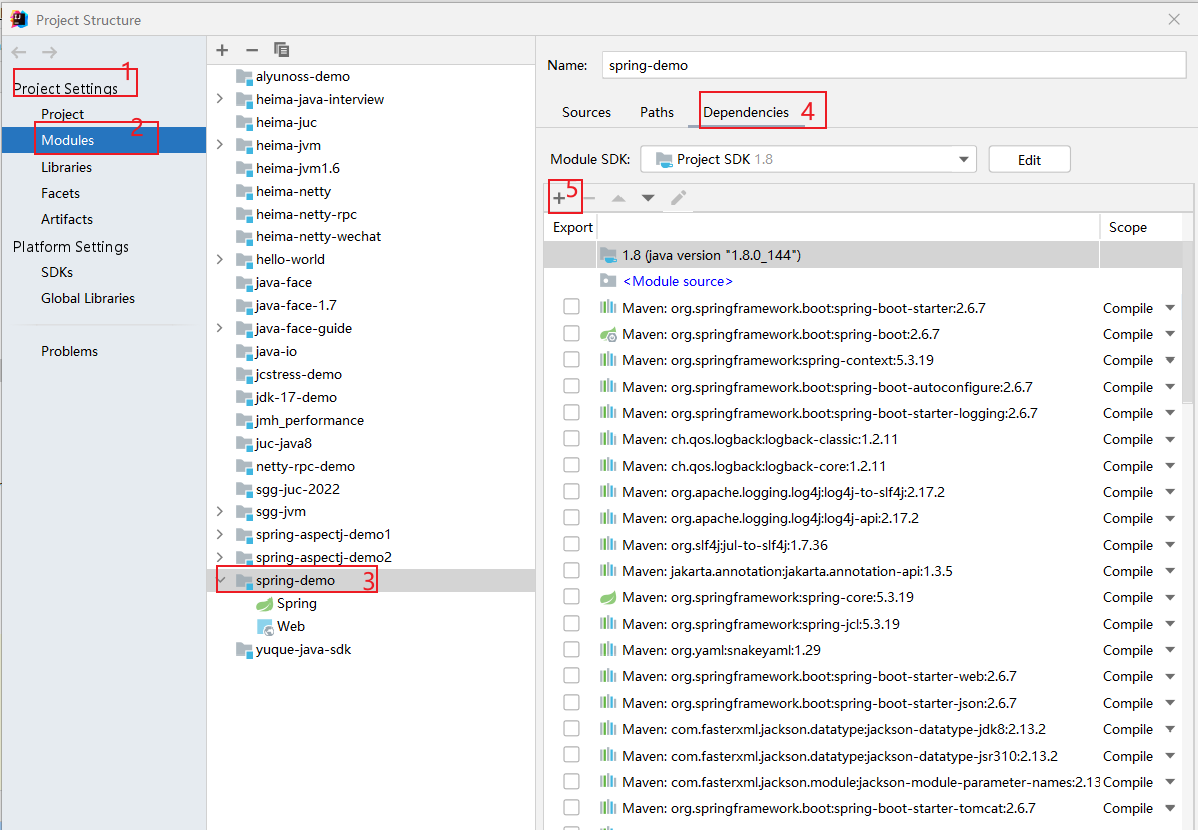 Project Structure
1
Project Settings
Project
2
Modules
Libraries
Facets
Artifacts
Platform Settings
SDKs
Global Libraries
Problems
alyunoss-demo
heima-java-interview
heima-juc
heima-jvm
heima-jvm1.6
heima-netty
heima-netty-rpc
heima-netty-wechat
hello-world
java-face
java-face-1.7
java-face-guide
java-io
jcstress-demo
jdk-17-demo
jmh_performance
juc-java8
netty-rpc-demo
sgg-juc-2022
sgg-jvm
spring-aspectj-demo1
spring-aspectj-demo2
spring-demo 3
Spring
Web
yuque-java-sdk
Name: spring-demo
Sources Paths Dependencies 4
Module SDK: Project SDK 1.8 Edit
5
Export Scope
1.8 (java version "1.8.0_144")
<Module source>
Maven: org.springframework.boot:spring-boot-starter:2.6.7 Compile
Maven: org.springframework.boot:spring-boot:2.6.7 Compile
Maven: org.springframework:spring-context:5.3.19 Compile
Maven: org.springframework.boot:spring-boot-autoconfigure:2.6.7 Compile
Maven: org.springframework.boot:spring-boot-starter-logging:2.6.7 Compile
Maven: ch.qos.logback:logback-classic:1.2.11 Compile
Maven: ch.qos.logback:logback-core:1.2.11 Compile
Maven: org.apache.logging.log4j:log4j-to-slf4j:2.17.2 Compile
Maven: org.apache.logging.log4j:log4j-api:2.17.2 Compile
Maven: org.slf4j:jul-to-slf4j:1.7.36 Compile
Maven: jakarta.annotation:jakarta.annotation-api:1.3.5 Compile
Maven: org.springframework:spring-core:5.3.19 Compile
Maven: org.springframework:spring-jcl:5.3.19 Compile
Maven: org.yaml:snakeyaml:1.29 Compile
Maven: org.springframework.boot:spring-boot-starter-web:2.6.7 Compile
Maven: org.springframework.boot:spring-boot-starter-json:2.6.7 Compile
Maven: com.fasterxml.jackson.datatype:jackson-datatype-jdk8:2.13.2 Compile
Maven: com.fasterxml.jackson.datatype:jackson-datatype-jsr310:2.13.2 Compile
Maven: com.fasterxml.jackson.module:jackson-module-parameter-names:2.13 Compile
Maven: org.springframework.boot:spring-boot-starter-tomcat:2.6.7 Compile